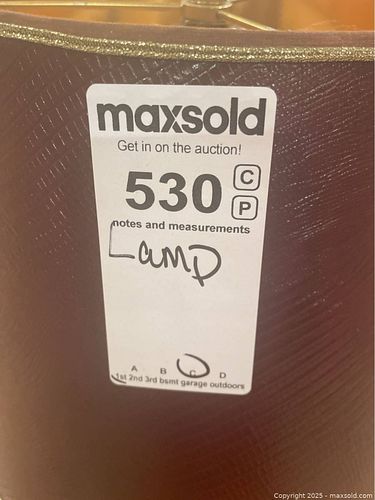 maxsold
Get in on the auction!
530 C
P
notes and measurements
Lamp
A B C D
1st 2nd 3rd bsmt garage outdoors
Copyright 2025 - maxsold.com